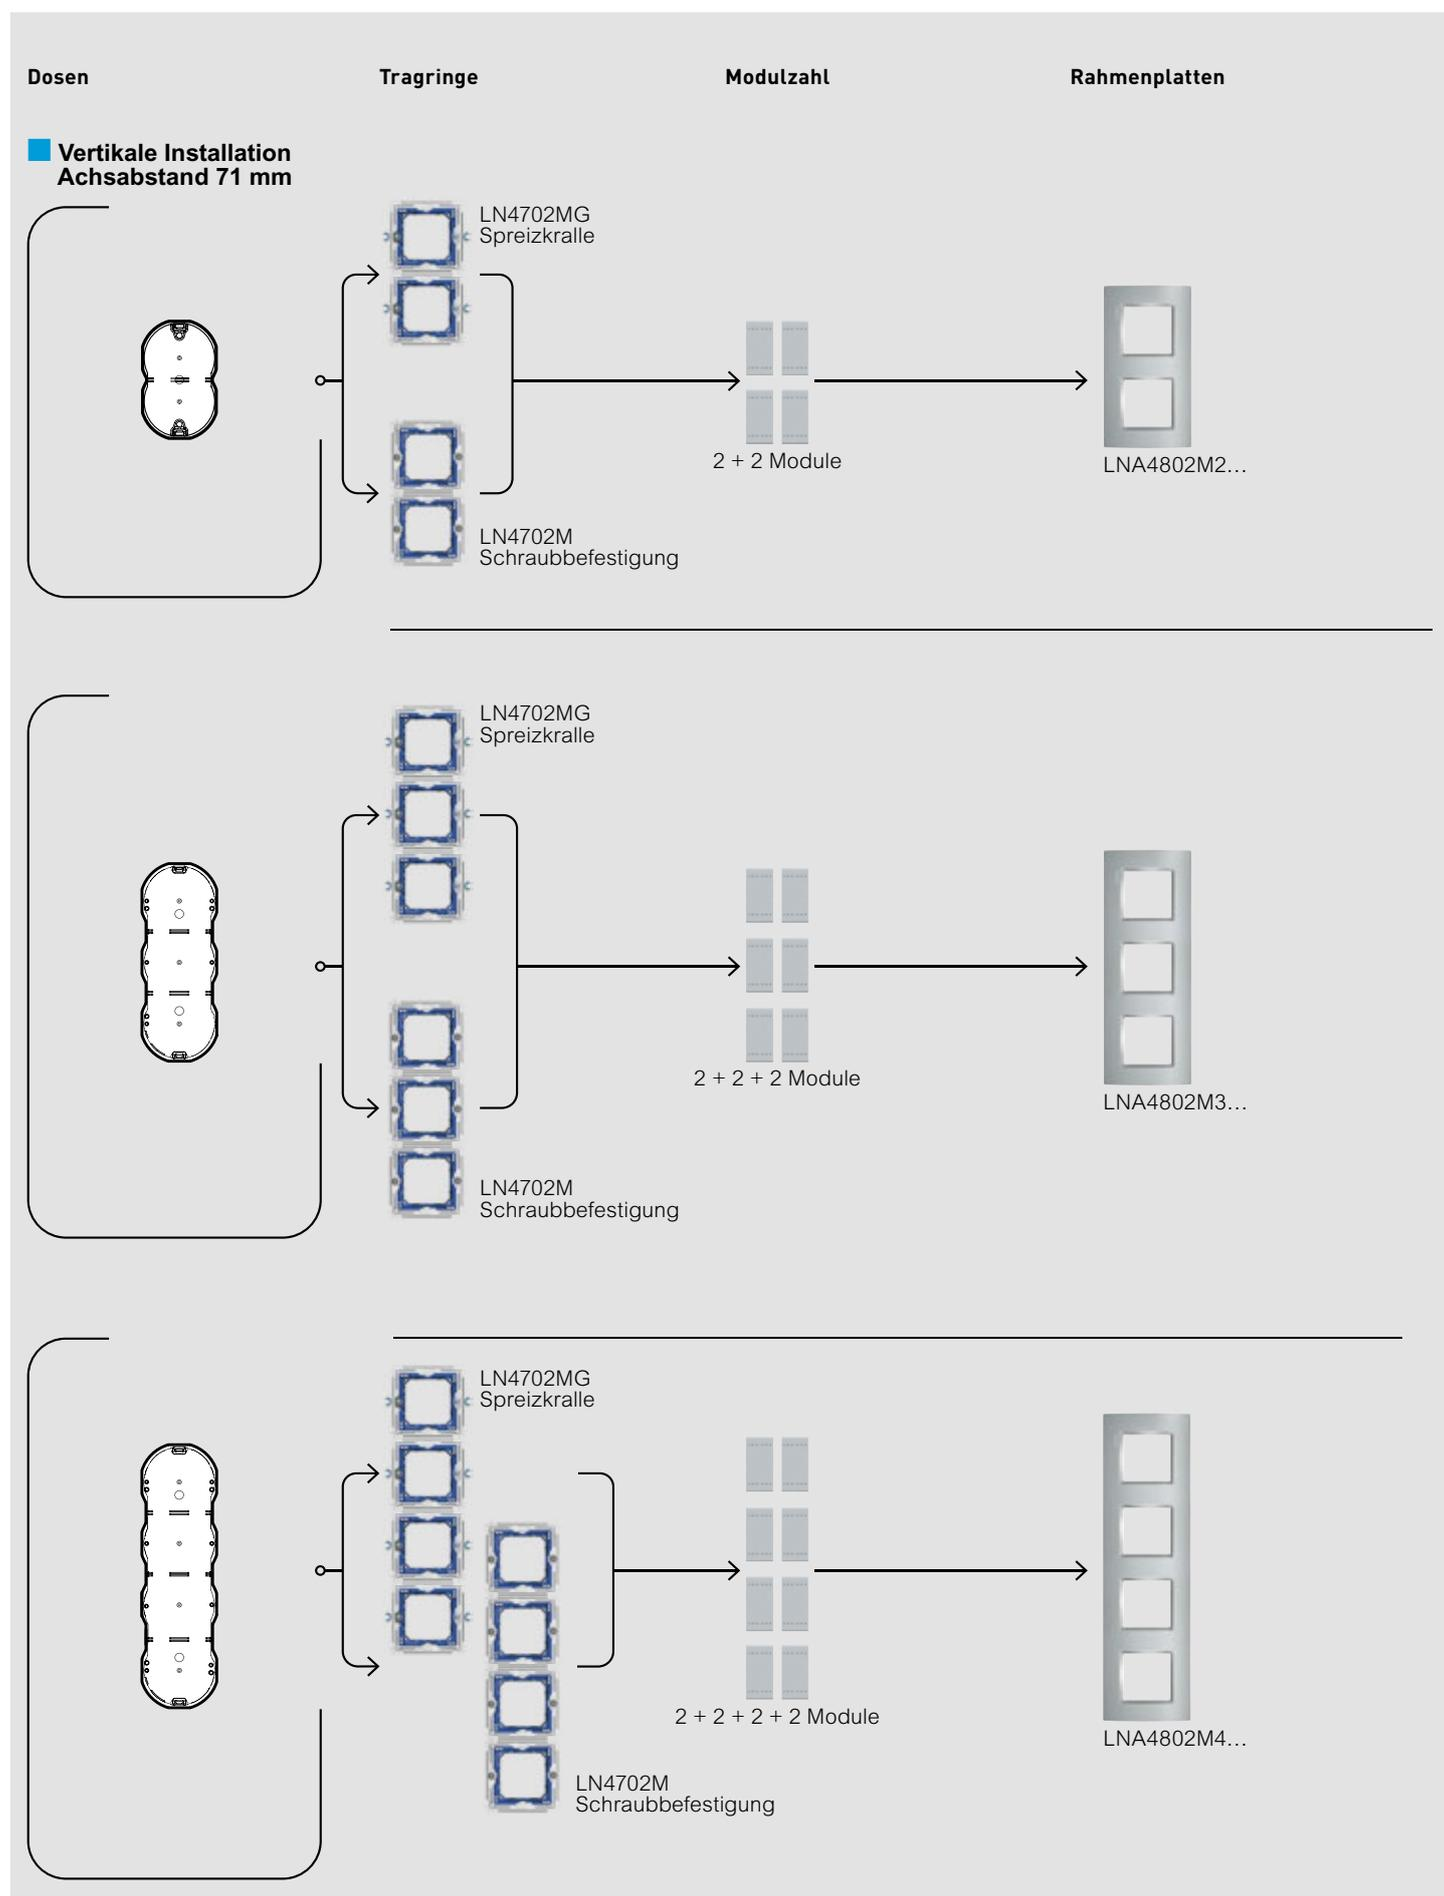 Dosen
Tragringe
Modulzahl
Rahmenplatten
Vertikale Installation
Achsabstand 71 mm
LN4702MG
Spreizkralle
2 + 2 Module
LNA4802M2...
LN4702M
Schraubbefestigung
LN4702MG
Spreizkralle
2 + 2 + 2 Module
LNA4802M3...
LN4702M
Schraubbefestigung
LN4702MG
Spreizkralle
2 + 2 + 2 + 2 Module
LNA4802M4...
LN4702M
Schraubbefestigung